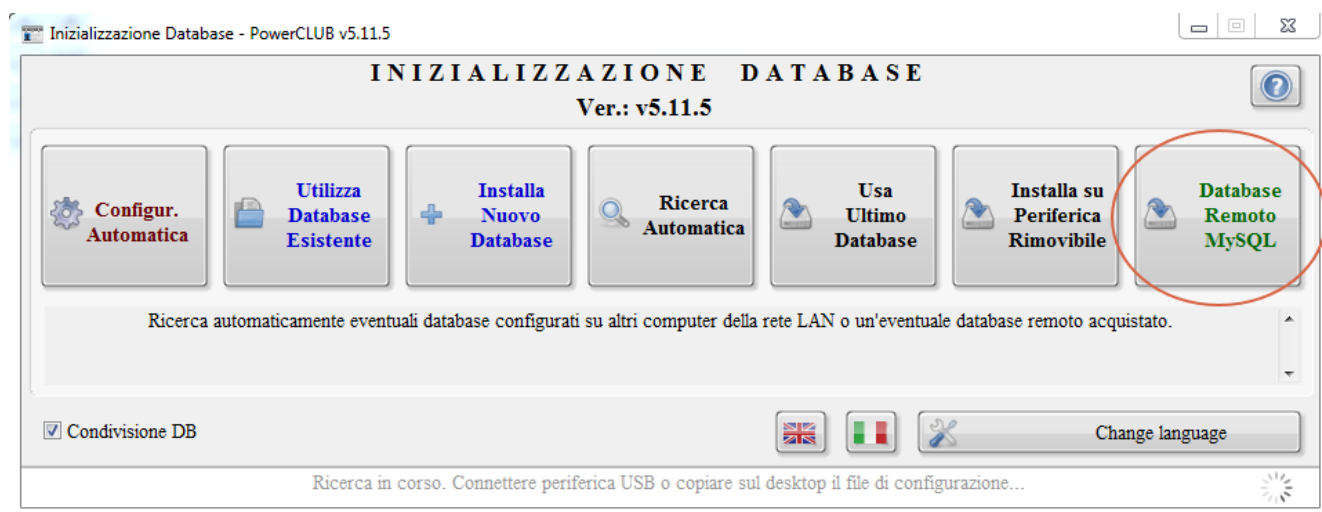 Inizializzazione Database - PowerCLUB v5.11.5
INIZIALIZZAZIONE DATABASE
Ver.: v5.11.5
Configur.
Automatica
Utilizza
Database
Esistente
Installa
Nuovo
Database
Ricerca
Automatica
Usa
Ultimo
Database
Installa su
Periferica
Rimovibile
Database
Remoto
MySQL
Ricerca automaticamente eventuali database configurati su altri computer della rete LAN o un'eventuale database remoto acquistato.
Condivisione DB
Change language
Ricerca in corso. Connettere periferica USB o copiare sul desktop il file di configurazione...